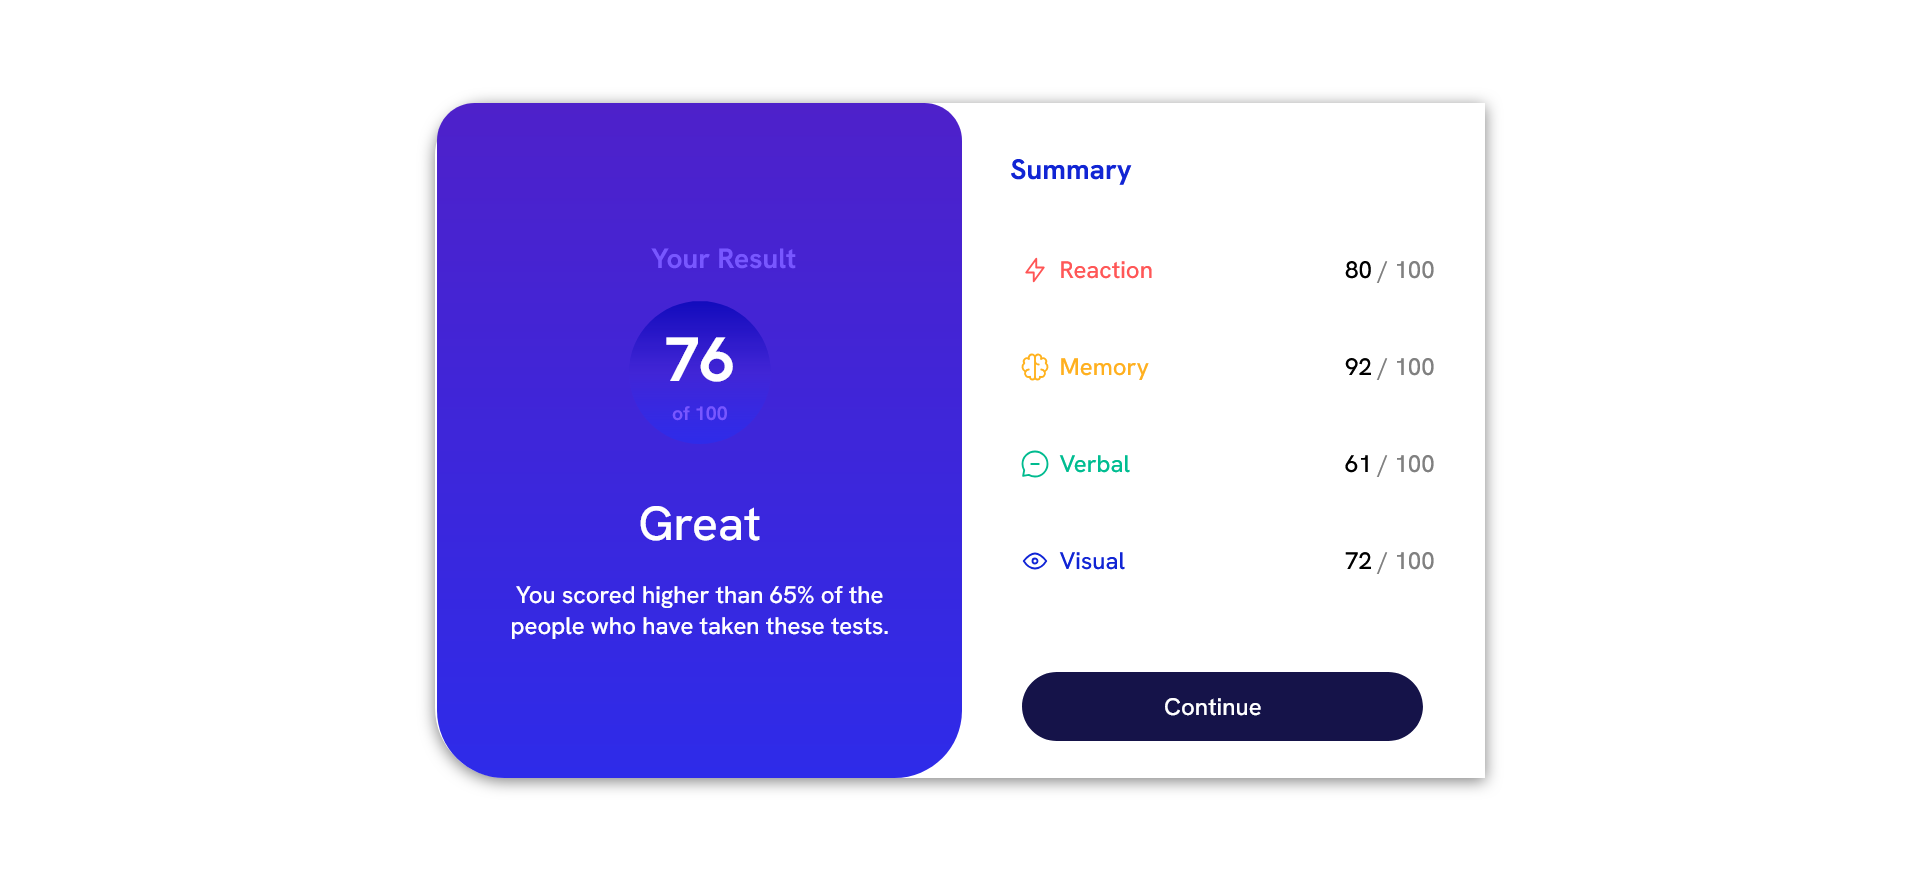 Your Result
76
of 100
Great
You scored higher than 65% of the
people who have taken these tests.
Summary
Reaction 80 / 100
Memory 92 / 100
Verbal 61 / 100
Visual 72 / 100
Continue